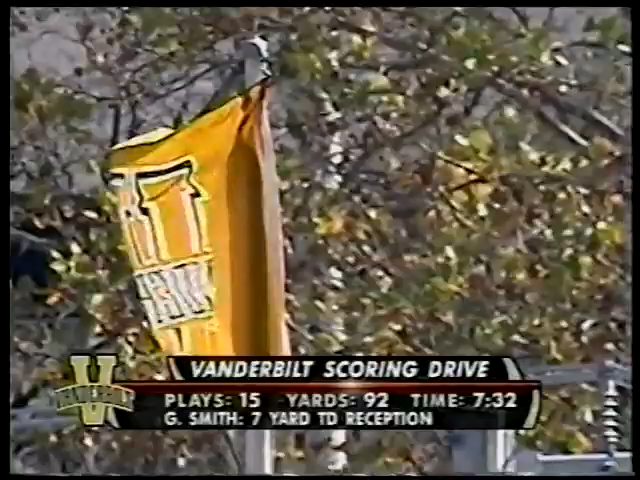 VANDERBILT SCORING DRIVE
PLAYS: 15 YARDS: 92 TIME: 7:32
G. SMITH: 7 YARD TD RECEPTION
V